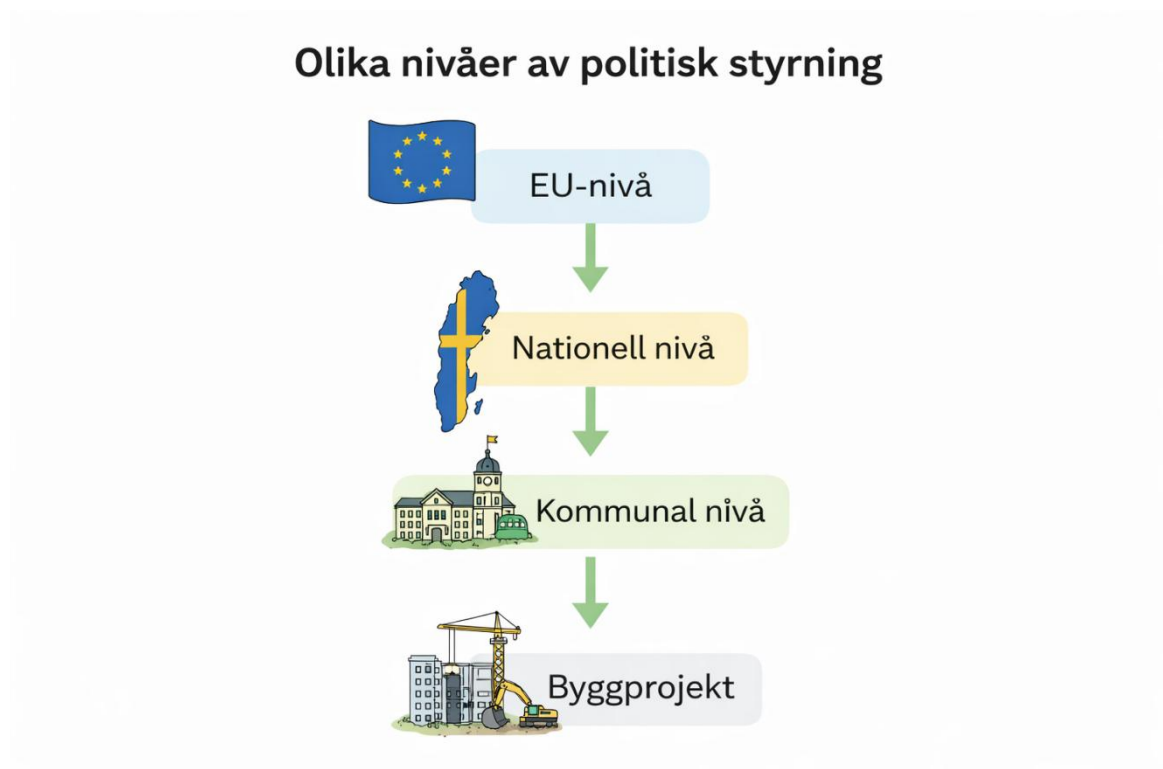 Olika nivåer av politisk styrning
EU-nivå
Nationell nivå
Kommunal nivå
Byggprojekt